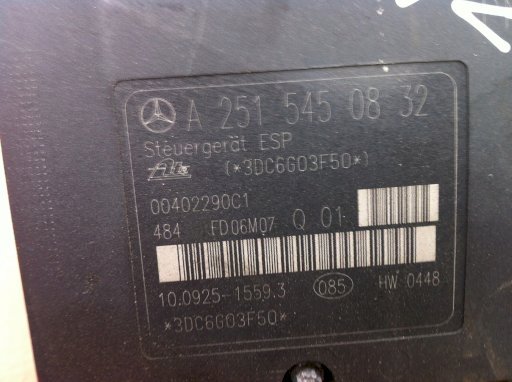 A 251 545 08 32
Steuergerät ESP
(*3DC6G03F50*)
00402290C1
484 FD06M07 Q 01
10.0925-1559.3 085 HW 0448
*3DC6G03F50*